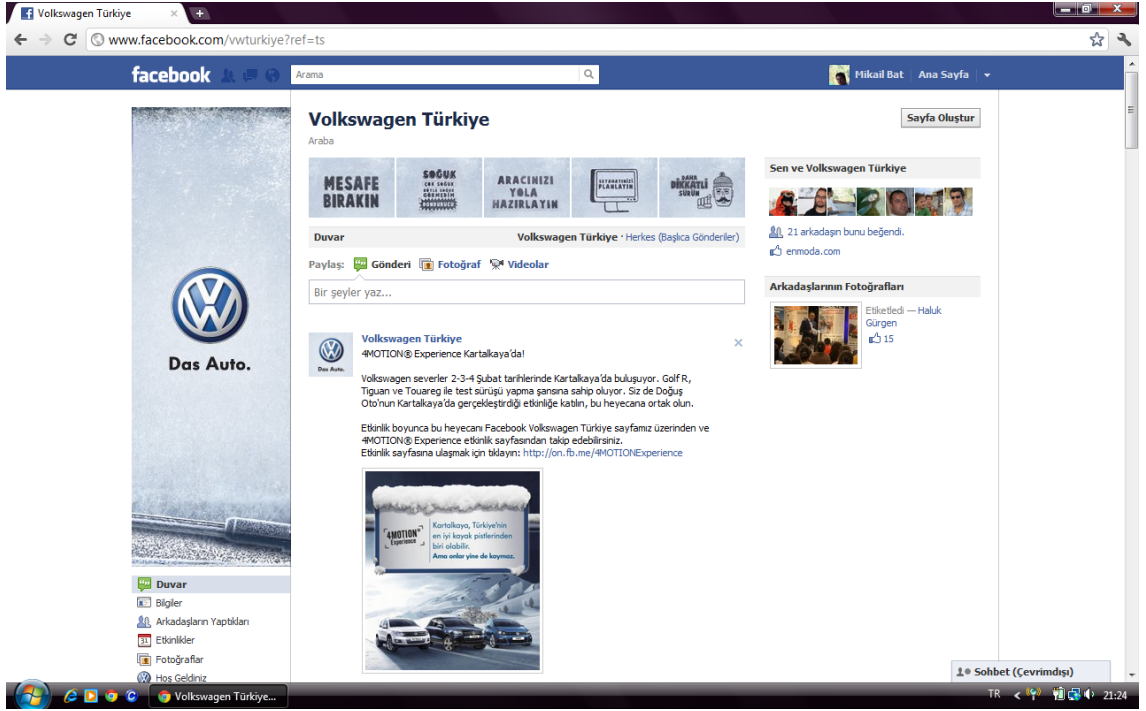 Volkswagen Türkiye
www.facebook.com/vwturkiye?ref=ts
facebook
Arama
Mikail Bat
Ana Sayfa
Volkswagen Türkiye
Araba
Sayfa Oluştur
MESAFE
BIRAKIN
SOĞUK
ÇOK SOĞUK
ARACINIZI
YOLA
HAZIRLAYIN
SEYAHATİNİZİ
PLANLAYIN
DAHA
DİKKATLİ
SÜRÜN
Duvar
Volkswagen Türkiye · Herkes (Başlıca Gönderiler)
Paylaş: Gönderi Fotoğraf Videolar
Bir şeyler yaz...
Volkswagen Türkiye
4MOTION® Experience Kartalkaya'da!
Volkswagen severler 2-3-4 Şubat tarihlerinde Kartalkaya'da buluşuyor. Golf R,
Tiguan ve Touareg ile test sürüşü yapma şansına sahip oluyor. Siz de Doğuş
Oto'nun Kartalkaya'da gerçekleştirdiği etkinliğe katılın, bu heyecana ortak olun.
Etkinlik boyunca bu heyecanı Facebook Volkswagen Türkiye sayfamız üzerinden ve
4MOTION® Experience etkinlik sayfasından takip edebilirsiniz.
Etkinlik sayfasına ulaşmak için tıklayın: http://on.fb.me/4MOTIONExperience
4MOTION®
Experience
Kartalkaya, Türkiye'nin
en iyi kayak pistlerinden
biri olabilir.
Ama onlar yine de kaymaz.
Das Auto.
Das Auto.
Duvar
Bilgiler
Arkadaşların Yaptıkları
31 Etkinlikler
Fotoğraflar
Hoş Geldiniz
Sen ve Volkswagen Türkiye
21 arkadaşın bunu beğendi.
enmoda.com
Arkadaşlarının Fotoğrafları
Etiketledi — Haluk
Gürgen
15
Sohbet (Çevrimdışı)
Volkswagen Türkiye...
TR
21:24